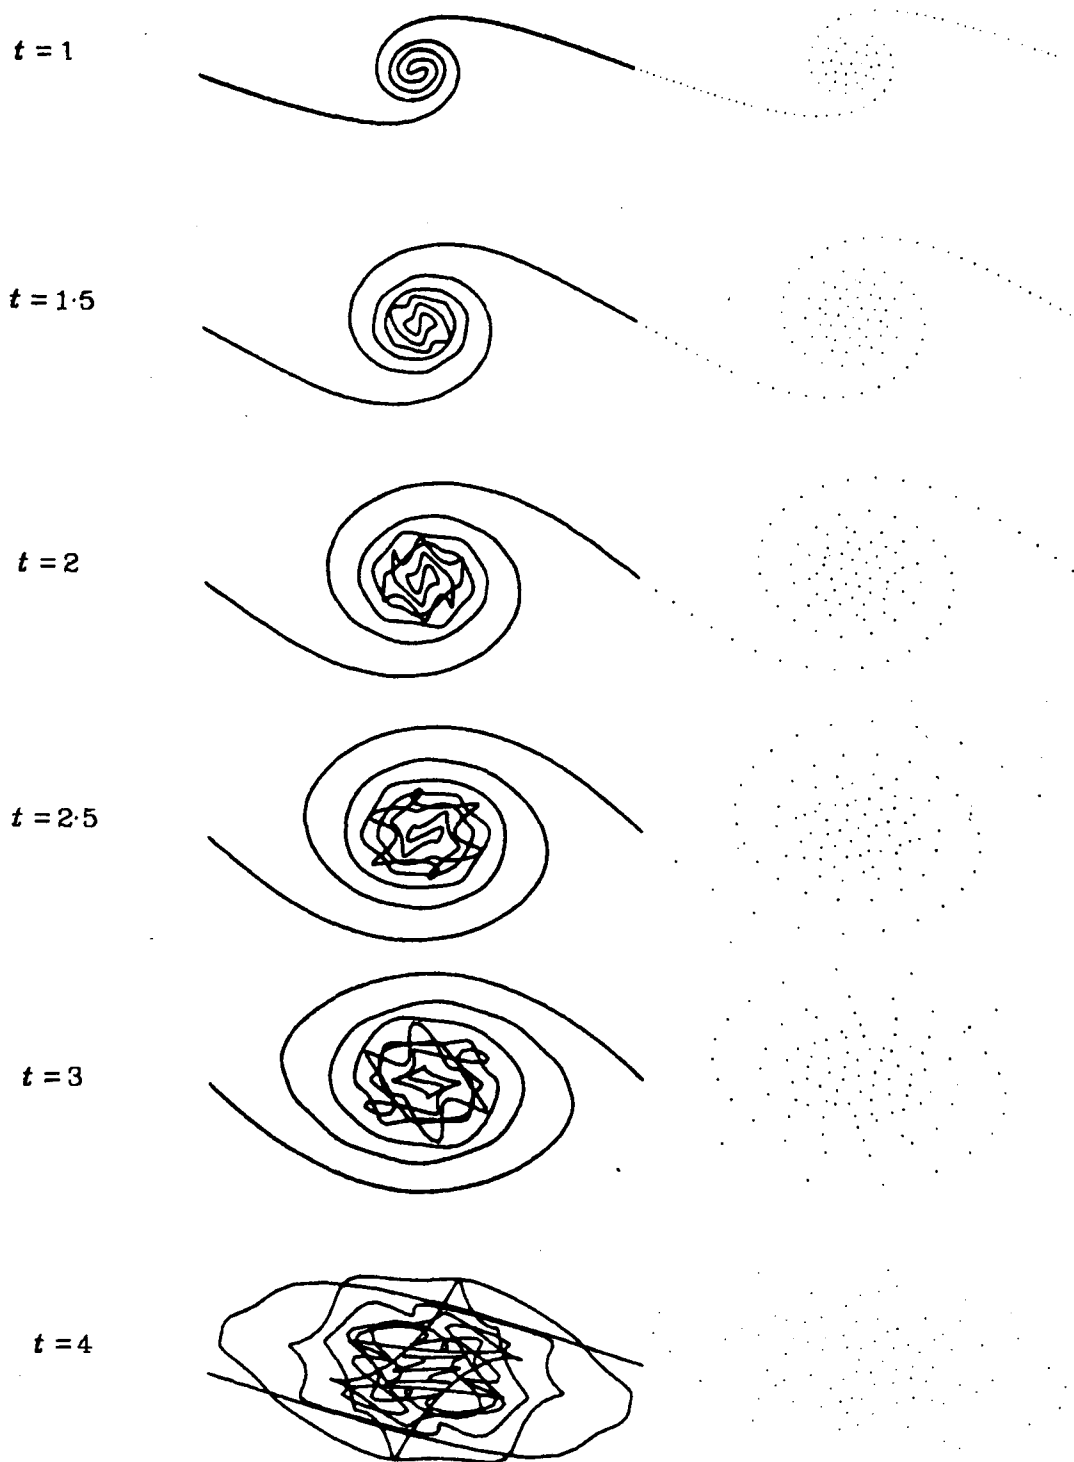 t = 1
t = 1·5
t = 2
t = 2·5
t = 3
t = 4